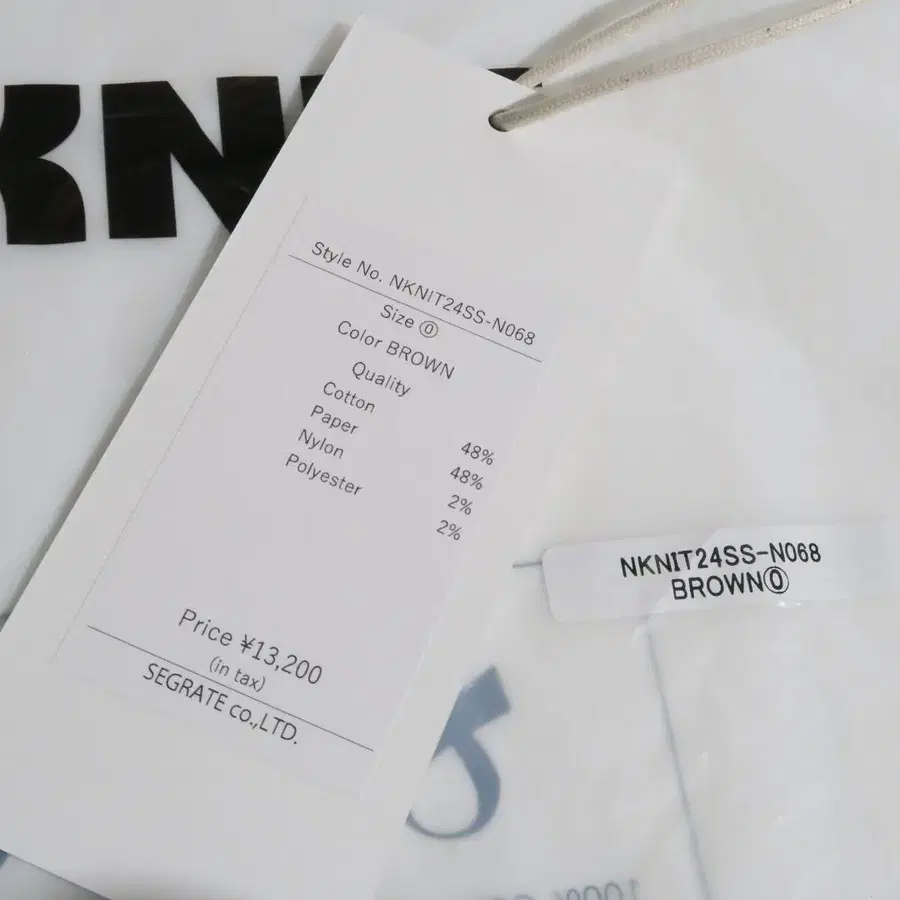 KN
Style No. NKNIT24SS-N068
Size ⓪
Color BROWN
Quality
Cotton 48%
Paper 48%
Nylon 2%
Polyester 2%
Price ¥13,200
(in tax)
SEGRATE co.,LTD.
NKNIT24SS-N068
BROWN⓪